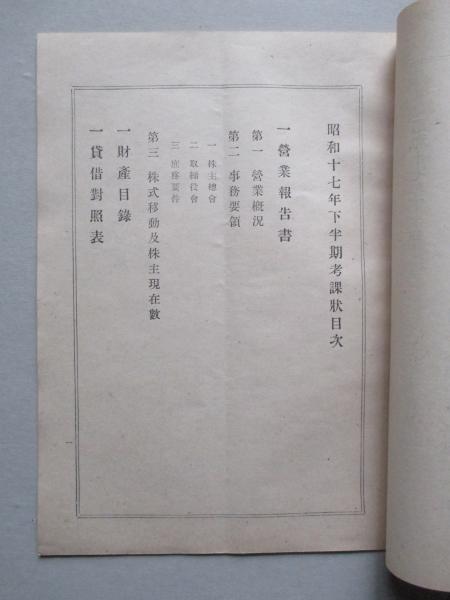 昭和十七年下半期考課狀目次
一營業報告書
第一 營業槪況
第二 事務要領
一 株主總會
二 取締役會
三 庶務要件
第三 株式移動及株主現在數
一財產目錄
一貸借對照表
一